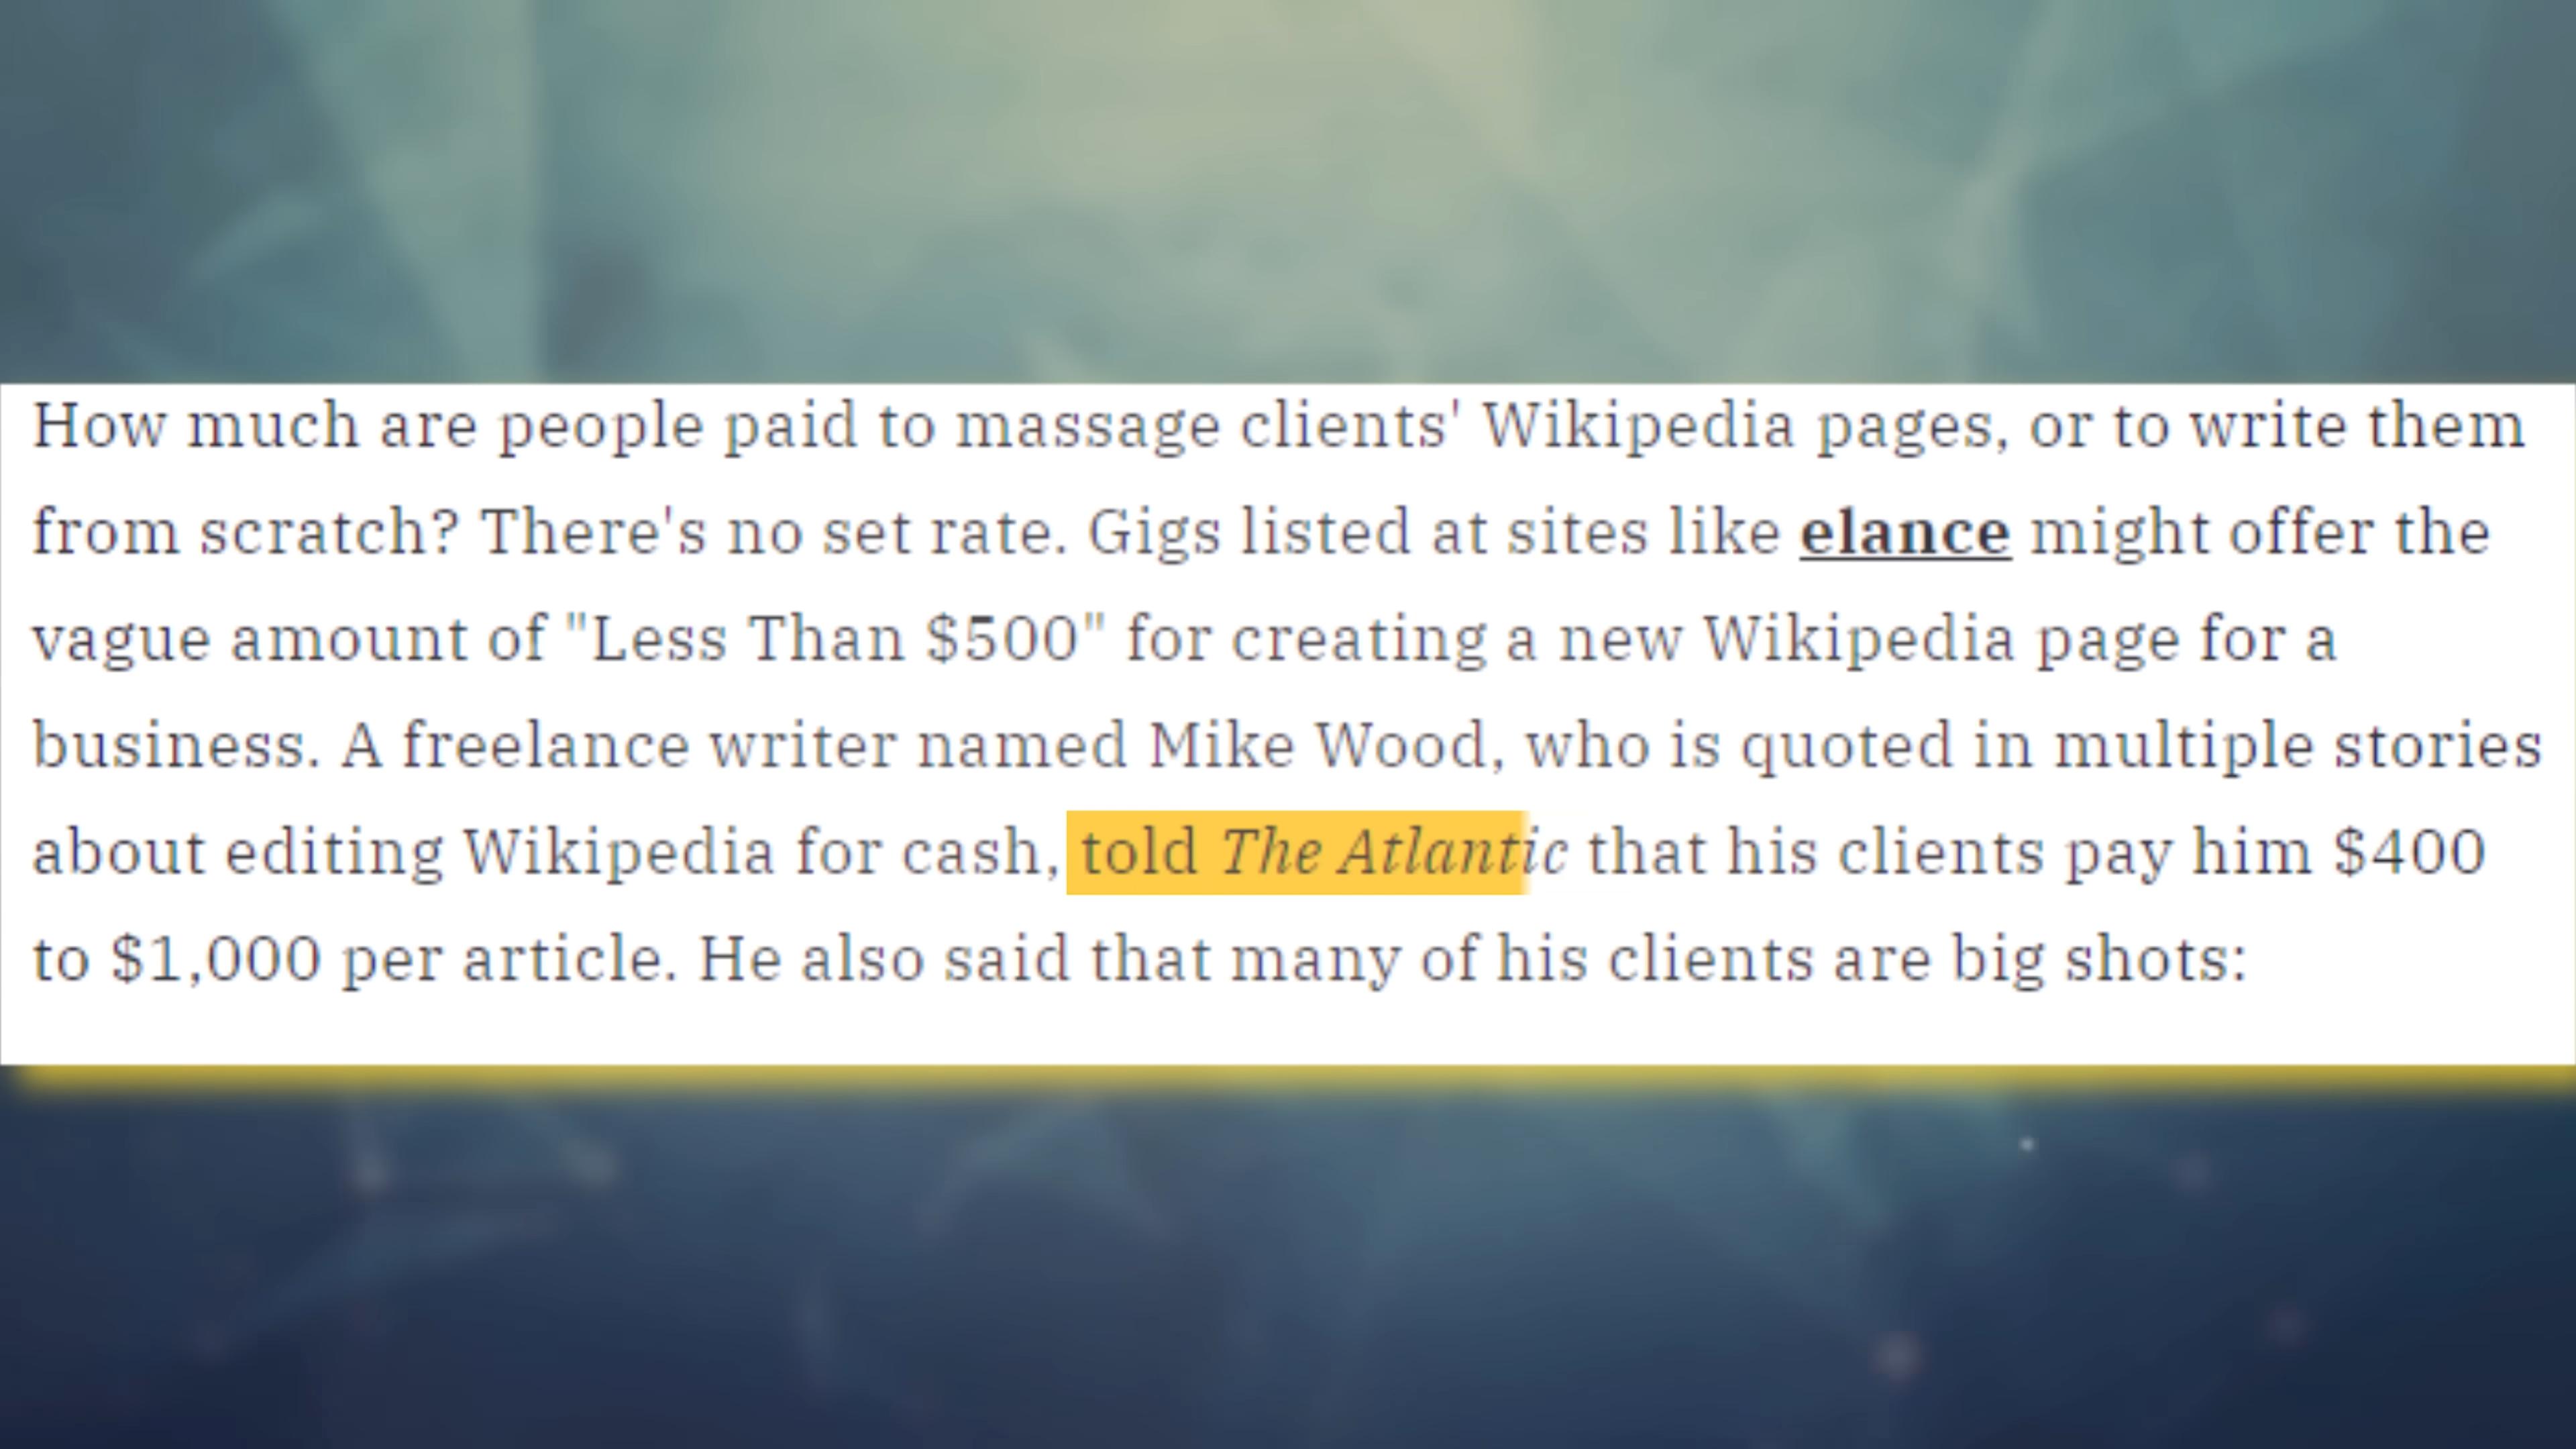 How much are people paid to massage clients' Wikipedia pages, or to write them
from scratch? There's no set rate. Gigs listed at sites like elance might offer the
vague amount of "Less Than $500" for creating a new Wikipedia page for a
business. A freelance writer named Mike Wood, who is quoted in multiple stories
about editing Wikipedia for cash, told The Atlantic that his clients pay him $400
to $1,000 per article. He also said that many of his clients are big shots: